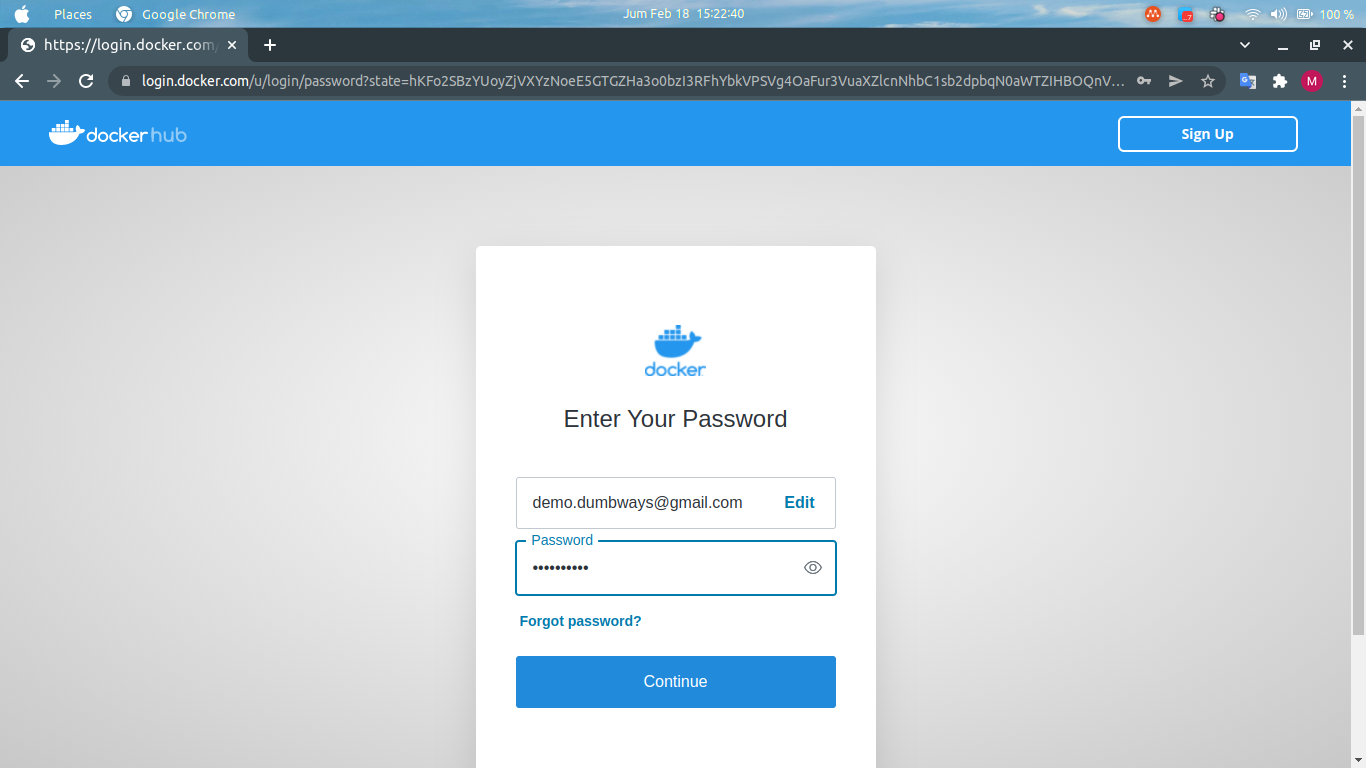 Places Google Chrome Jum Feb 18 15:22:40 100 %
https://login.docker.com/
login.docker.com/u/login/password?state=hKFo2SBzYUoyZjVXYzNoeE5GTGZHa3o0bzI3RFhYbkVPSVg4OaFur3VuaXZlcnNhbC1sb2dpbqN0aWTZIHBOQnV... M
docker hub Sign Up
docker
Enter Your Password
demo.dumbways@gmail.com Edit
Password
••••••••••
Forgot password?
Continue